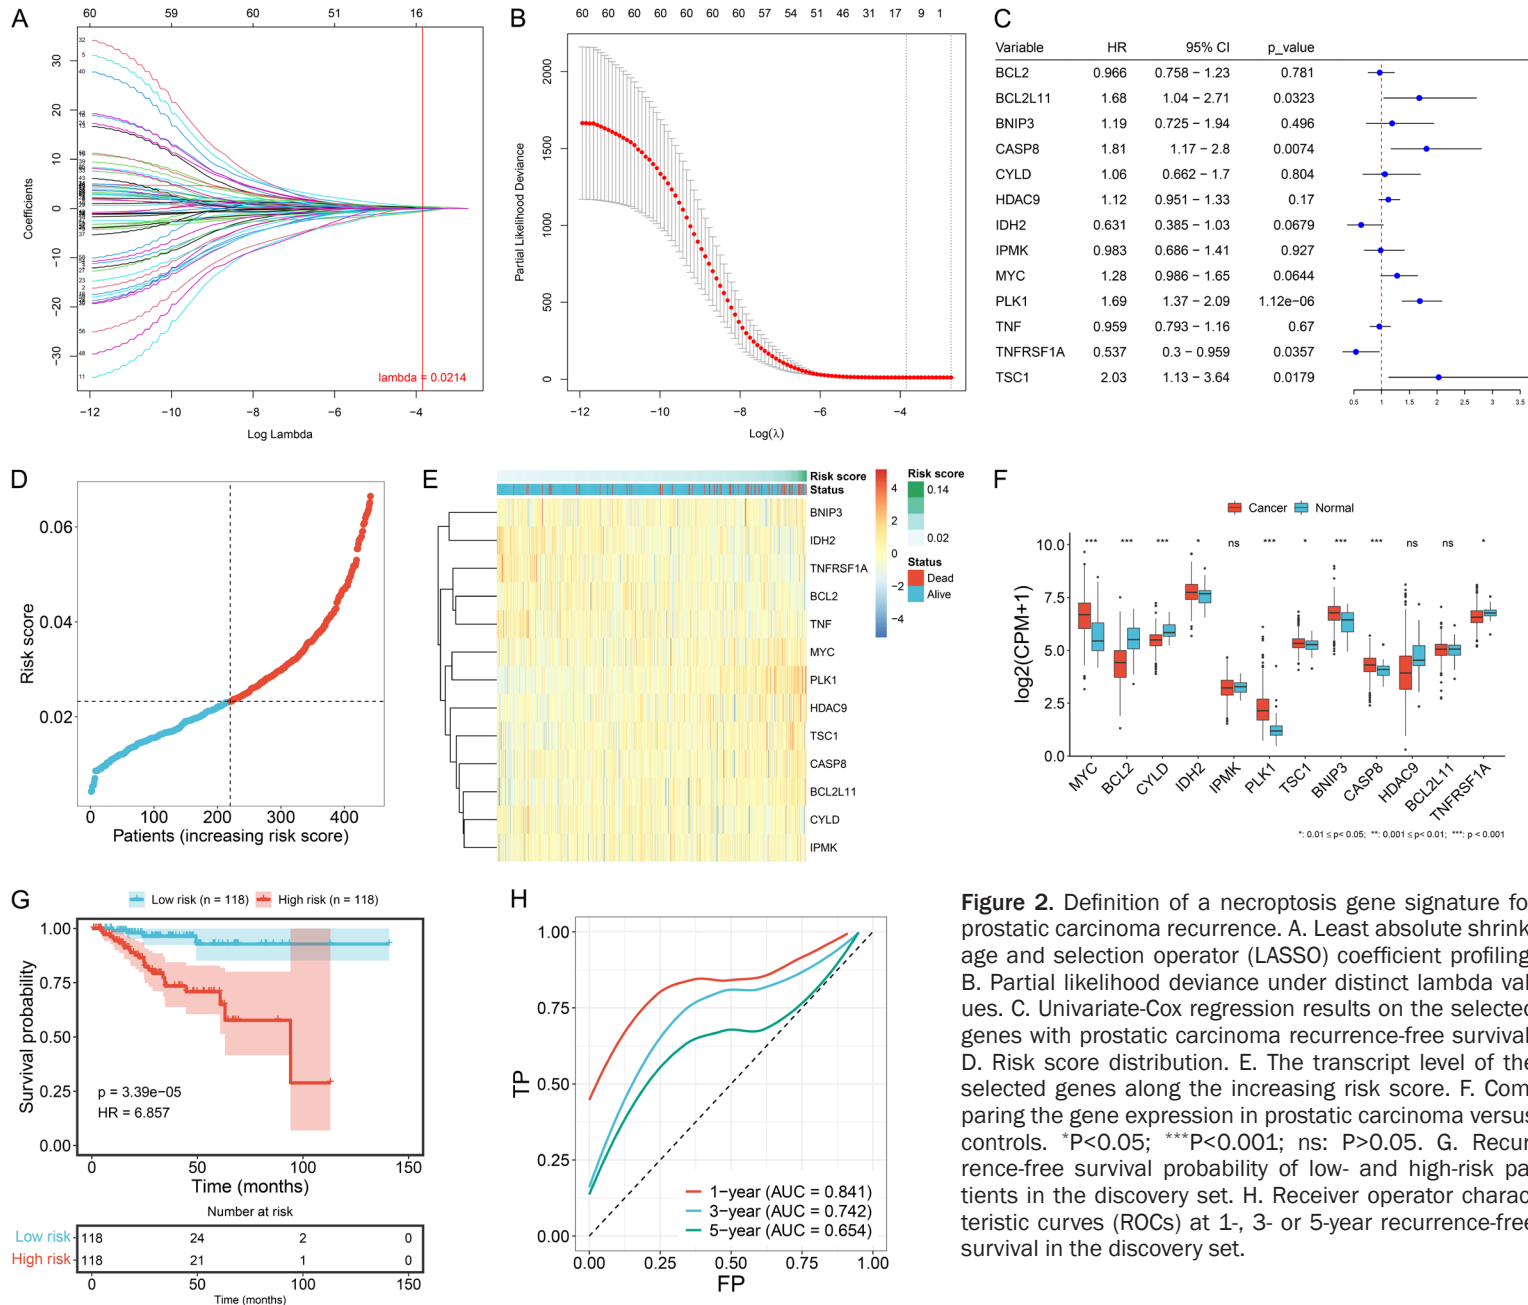 A
60 59 60 51 16
Coefficients
30
20
10
0
−10
−20
−30
lambda = 0.0214
−12 −10 −8 −6 −4
Log Lambda
B
60 60 60 60 60 60 60 60 60 57 54 51 46 31 17 9 1
Partial Likelihood Deviance
2000
1500
1000
500
0
−12 −10 −8 −6 −4
Log(λ)
C
Variable HR 95% CI p_value
BCL2 0.966 0.758 − 1.23 0.781
BCL2L11 1.68 1.04 − 2.71 0.0323
BNIP3 1.19 0.725 − 1.94 0.496
CASP8 1.81 1.17 − 2.8 0.0074
CYLD 1.06 0.662 − 1.7 0.804
HDAC9 1.12 0.951 − 1.33 0.17
IDH2 0.631 0.385 − 1.03 0.0679
IPMK 0.983 0.686 − 1.41 0.927
MYC 1.28 0.986 − 1.65 0.0644
PLK1 1.69 1.37 − 2.09 1.12e−06
TNF 0.959 0.793 − 1.16 0.67
TNFRSF1A 0.537 0.3 − 0.959 0.0357
TSC1 2.03 1.13 − 3.64 0.0179
0.5 1 1.5 2 2.5 3 3.5
D
Risk score
0.06
0.04
0.02
0 100 200 300 400
Patients (increasing risk score)
E
Risk score
Status
BNIP3
IDH2
TNFRSF1A
BCL2
TNF
MYC
PLK1
HDAC9
TSC1
CASP8
BCL2L11
CYLD
IPMK
4
2
0
−2
−4
Risk score
0.14
0.02
Status
Dead
Alive
F
Cancer Normal
*** *** *** * ns *** * *** *** ns ns *
log2(CPM+1)
10.0
7.5
5.0
2.5
0.0
MYC BCL2 CYLD IDH2 IPMK PLK1 TSC1 BNIP3 CASP8 HDAC9 BCL2L11 TNFRSF1A
*: 0.01 ≤ p< 0.05; **: 0.001 ≤ p< 0.01; ***: p < 0.001
G
Low risk (n = 118) High risk (n = 118)
Survival probability
1.00
0.75
0.50
0.25
0.00
p = 3.39e−05
HR = 6.857
0 50 100 150
Time (months)
Number at risk
Low risk 118 24 2 0
High risk 118 21 1 0
0 50 100 150
Time (months)
H
TP
1.00
0.75
0.50
0.25
0.00
1−year (AUC = 0.841)
3−year (AUC = 0.742)
5−year (AUC = 0.654)
0.00 0.25 0.50 0.75 1.00
FP
Figure 2. Definition of a necroptosis gene signature fo
prostatic carcinoma recurrence. A. Least absolute shrink
age and selection operator (LASSO) coefficient profiling
B. Partial likelihood deviance under distinct lambda val
ues. C. Univariate-Cox regression results on the selected
genes with prostatic carcinoma recurrence-free survival
D. Risk score distribution. E. The transcript level of the
selected genes along the increasing risk score. F. Com
paring the gene expression in prostatic carcinoma versus
controls. *P<0.05; ***P<0.001; ns: P>0.05. G. Recur
rence-free survival probability of low- and high-risk pa
tients in the discovery set. H. Receiver operator charac
teristic curves (ROCs) at 1-, 3- or 5-year recurrence-free
survival in the discovery set.